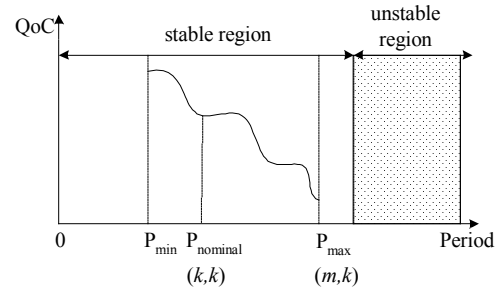 QoC
stable region
unstable
region
0
P_min
P_nominal
P_max
Period
(k,k)
(m,k)